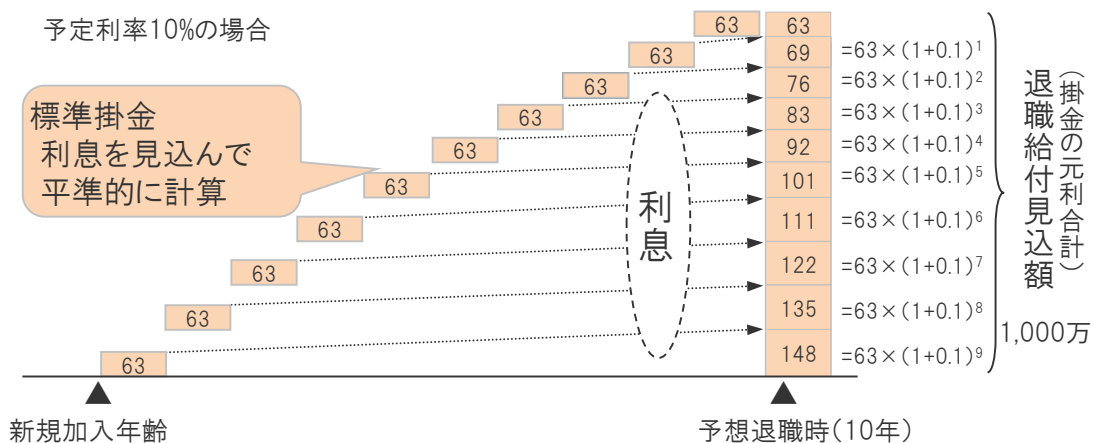 予定利率10%の場合
標準掛金
利息を見込んで
平準的に計算
63
63
63
63
63
63
63
63
63
63
利息
63
69 =63×(1+0.1)¹
76 =63×(1+0.1)²
83 =63×(1+0.1)³
92 =63×(1+0.1)⁴
101 =63×(1+0.1)⁵
111 =63×(1+0.1)⁶
122 =63×(1+0.1)⁷
135 =63×(1+0.1)⁸
148 =63×(1+0.1)⁹
(掛金の元利合計)
退職給付見込額
1,000万
新規加入年齢
予想退職時(10年)